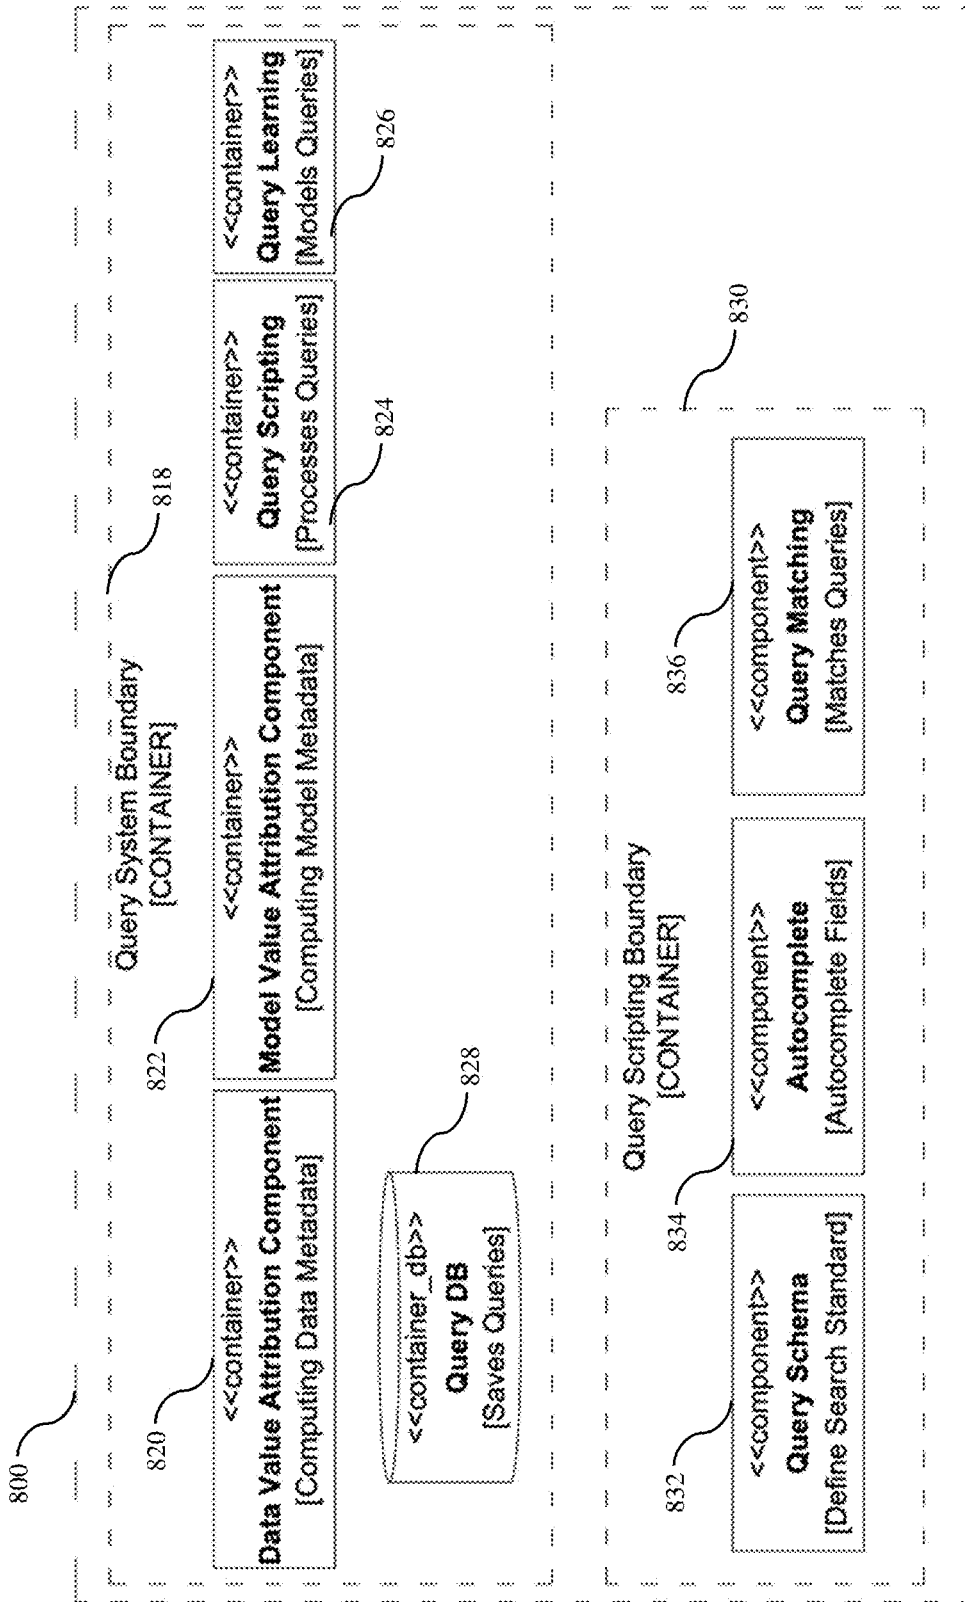 800
Query System Boundary
[CONTAINER]
818
820
<<container>>
Data Value Attribution Component
[Computing Data Metadata]
822
<<container>>
Model Value Attribution Component
[Computing Model Metadata]
<<container>>
Query Scripting
[Processes Queries]
824
<<container>>
Query Learning
[Models Queries]
826
<<container_db>>
Query DB
[Saves Queries]
828
Query Scripting Boundary
[CONTAINER]
830
832
<<component>>
Query Schema
[Define Search Standard]
834
<<component>>
Autocomplete
[Autocomplete Fields]
836
<<component>>
Query Matching
[Matches Queries]